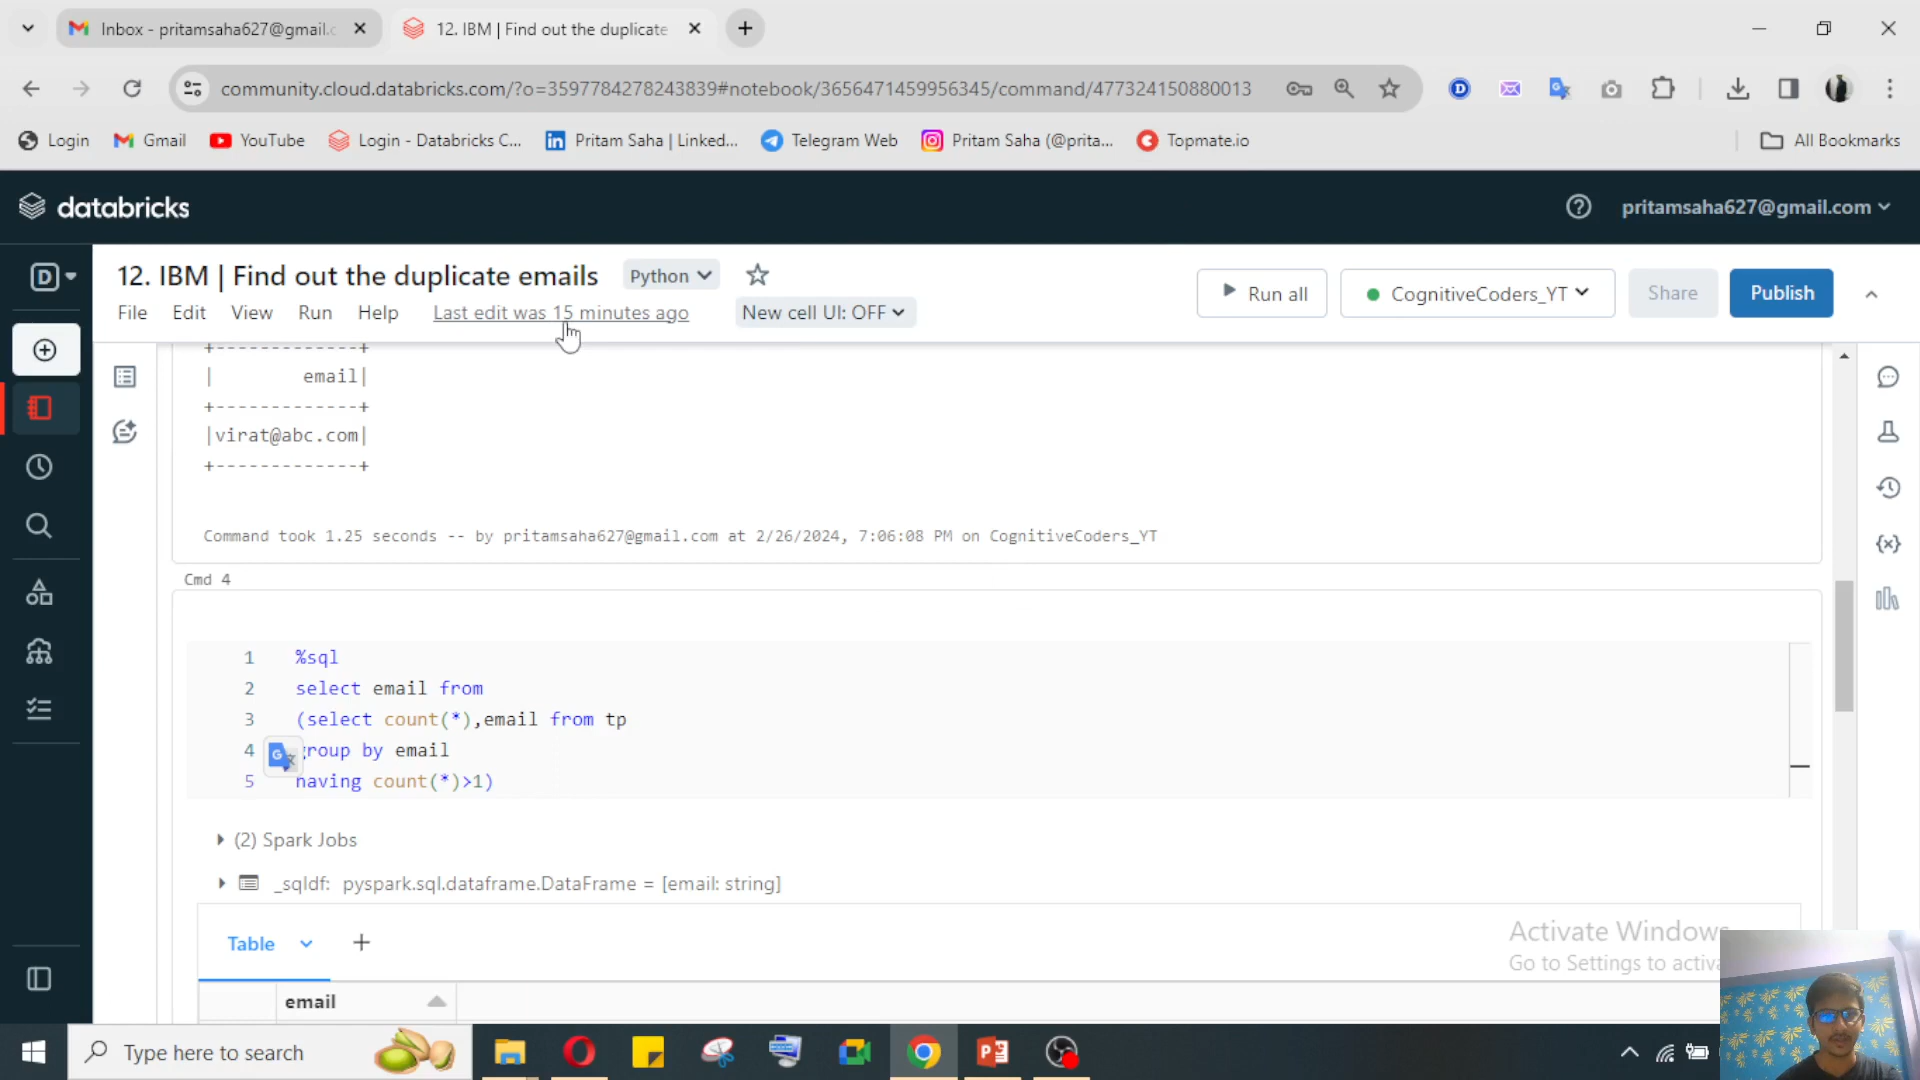 Inbox - pritamsaha627@gmail.c
12. IBM | Find out the duplicate
community.cloud.databricks.com/?o=3597784278243839#notebook/3656471459956345/command/477324150880013
Login
Gmail
YouTube
Login - Databricks C...
Pritam Saha | Linked...
Telegram Web
Pritam Saha (@prita...
Topmate.io
All Bookmarks
databricks
pritamsaha627@gmail.com
D
12. IBM | Find out the duplicate emails
Python
Run all
CognitiveCoders_YT
Share
Publish
File Edit View Run Help
Last edit was 15 minutes ago
New cell UI: OFF
+-------------+
| email|
+-------------+
|virat@abc.com|
+-------------+
Command took 1.25 seconds -- by pritamsaha627@gmail.com at 2/26/2024, 7:06:08 PM on CognitiveCoders_YT
Cmd 4
1 %sql
2 select email from
3 (select count(*),email from tp
4 group by email
5 having count(*)>1)
(2) Spark Jobs
_sqldf: pyspark.sql.dataframe.DataFrame = [email: string]
Table
email
Activate Windows
Go to Settings to activa
Type here to search